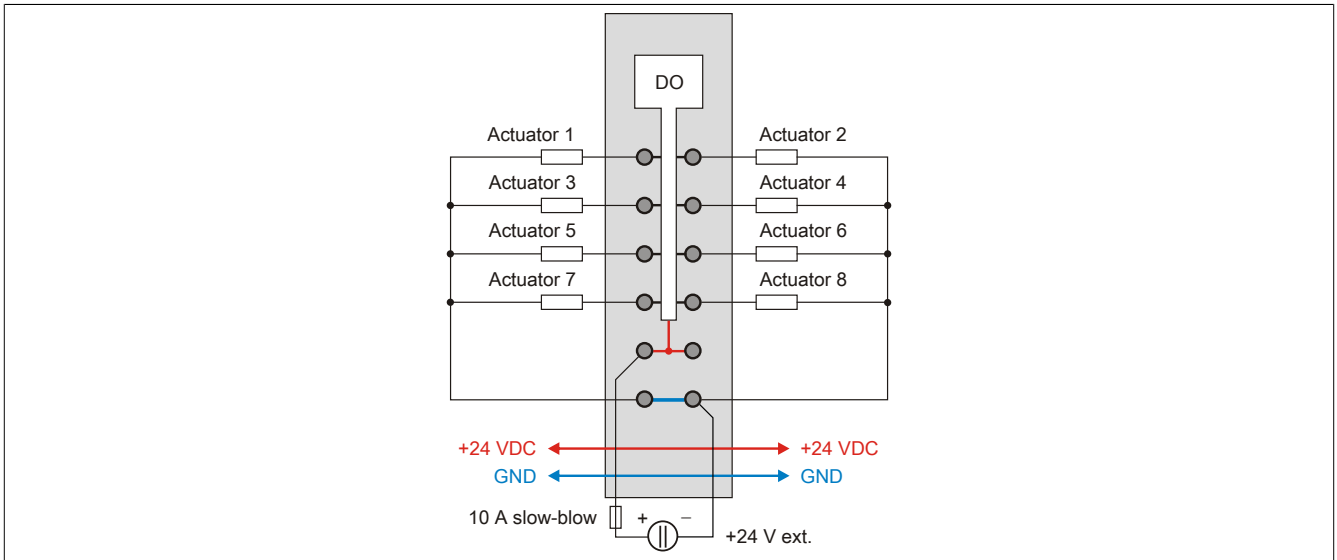 DO
Actuator 1
Actuator 2
Actuator 3
Actuator 4
Actuator 5
Actuator 6
Actuator 7
Actuator 8
+24 VDC
+24 VDC
GND
GND
10 A slow-blow
+
–
+24 V ext.